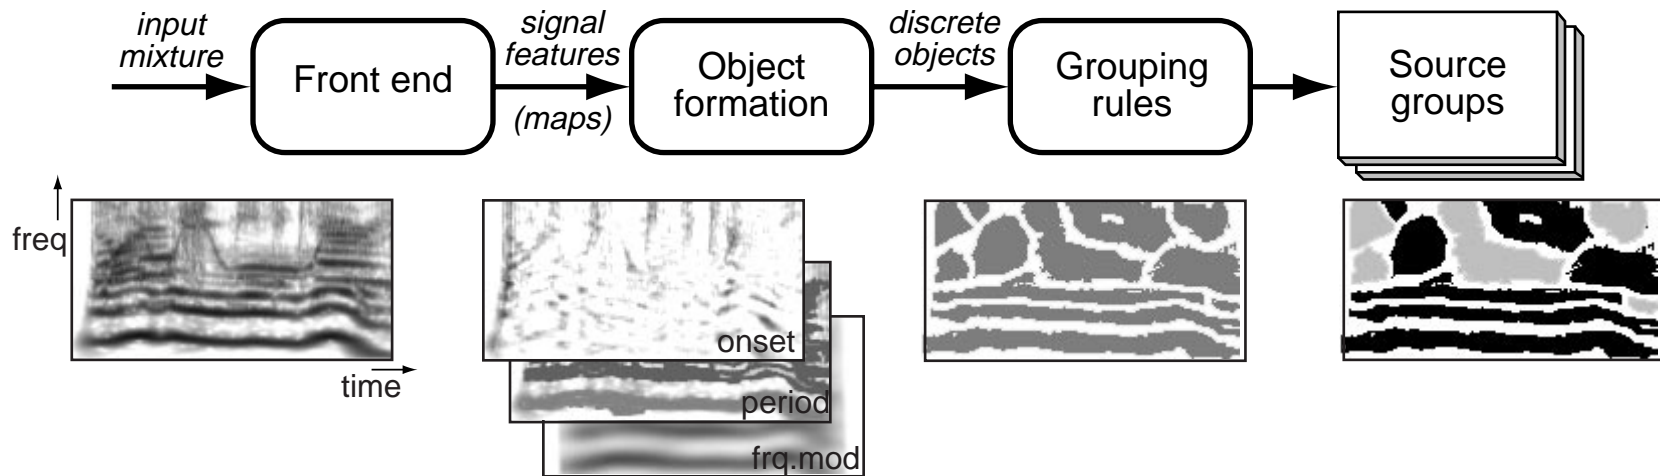 input
mixture
Front end
signal
features
(maps)
Object
formation
discrete
objects
Grouping
rules
Source
groups
freq
time
onset
period
frq.mod